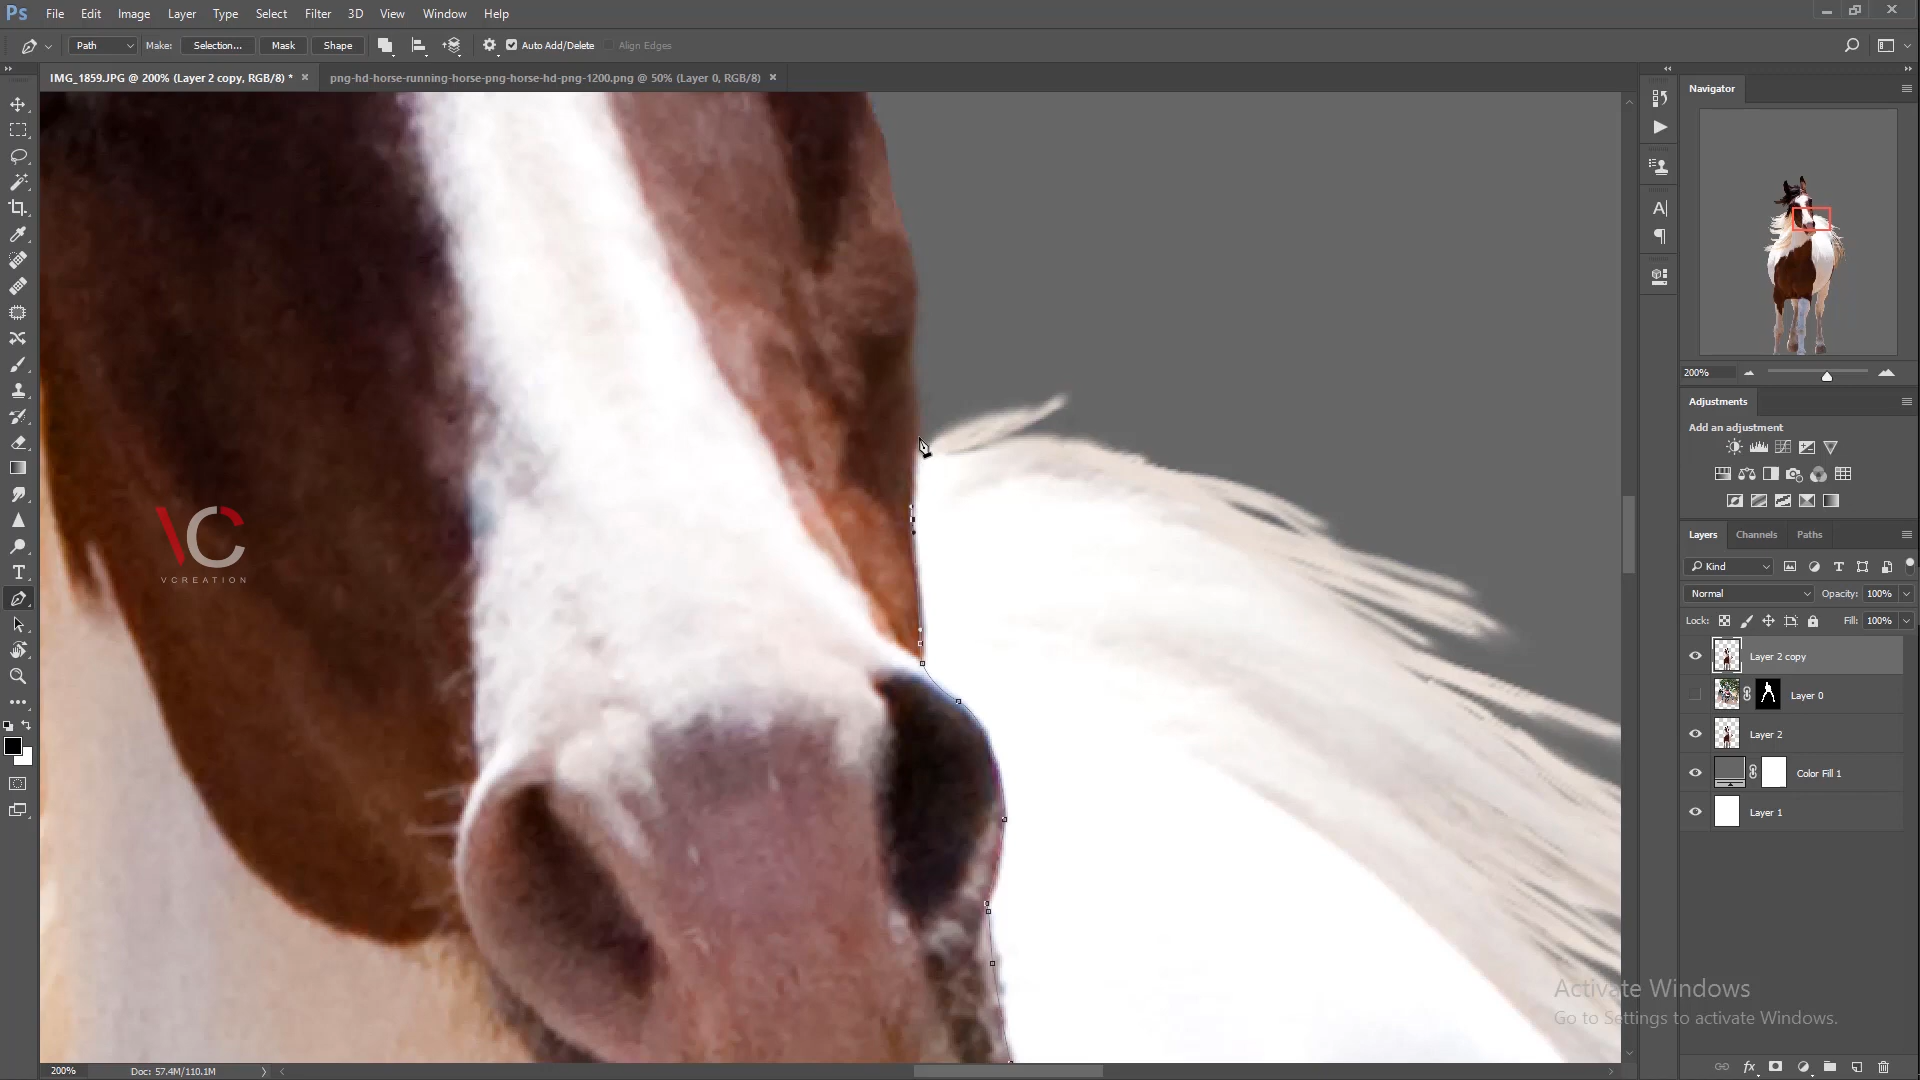 Ps File Edit Image Layer Type Select Filter 3D View Window Help
Path Make: Selection... Mask Shape Auto Add/Delete Align Edges
IMG_1859.JPG @ 200% (Layer 2 copy, RGB/8) * × png-hd-horse-running-horse-png-horse-hd-png-1200.png @ 50% (Layer 0, RGB/8) ×
Navigator
200%
Adjustments
Add an adjustment
Layers Channels Paths
Kind
Normal Opacity: 100%
Lock: Fill: 100%
Layer 2 copy
Layer 0
Layer 2
Color Fill 1
Layer 1
VC
VCREATION
Activate Windows
Go to Settings to activate Windows.
200% Doc: 57.4M/110.1M